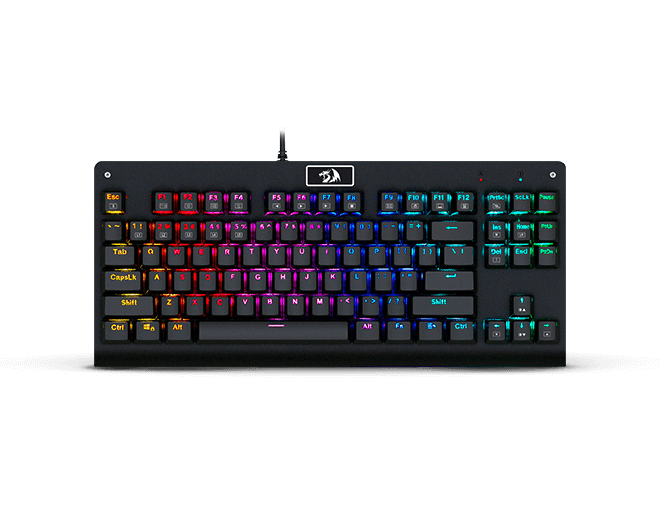 Esc F1 F2 F3 F4 F5 F6 F7 F8 F9 F10 F11 F12 PrtSc ScLk Pause
Ins Home PgUp
Tab Q W E R T Y U I O P [ { ] } \ | Del End PgDn
CapsLk A S D F G H J K L
Shift Z X C V B N M Shift
Ctrl Alt Alt Fn Ctrl